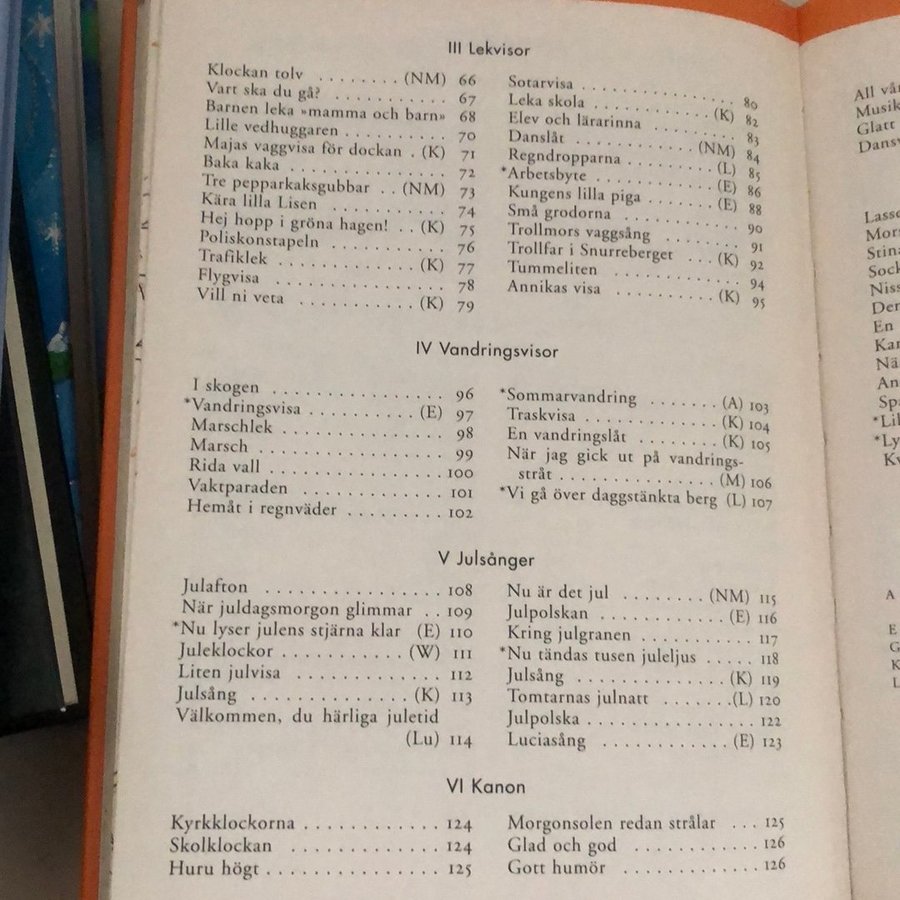 III Lekvisor
Klockan tolv ........ (NM) 66
Vart ska du gå? ........... 67
Barnen leka »mamma och barn» 68
Lille vedhuggaren .......... 70
Majas vaggvisa för dockan . (K) 71
Baka kaka ............... 72
Tre pepparkaksgubbar .. (NM) 73
Kära lilla Lisen ............ 74
Hej hopp i gröna hagen! .. (K) 75
Poliskonstapeln ............ 76
Trafiklek ............ (K) 77
Flygvisa ................. 78
Vill ni veta .......... (K) 79
Sotarvisa ................ 80
Leka skola ........... (K) 82
Elev och lärarinna .......... 83
Danslåt ............ (NM) 84
Regndropparna ........ (L) 85
*Arbetsbyte ........... (E) 86
Kungens lilla piga ....... (E) 88
Små grodorna ............ 90
Trollmors vaggsång ........ 91
Trollfar i Snurreberget ... (K) 92
Tummeliten .............. 94
Annikas visa .......... (K) 95
IV Vandringsvisor
I skogen ................. 96
*Vandringsvisa .......... (E) 97
Marschlek ................ 98
Marsch .................. 99
Rida vall ................. 100
Vaktparaden ............. 101
Hemåt i regnväder ......... 102
*Sommarvandring ....... (A) 103
Traskvisa ............. (K) 104
En vandringslåt ........ (K) 105
När jag gick ut på vandrings-
stråt .............. (M) 106
*Vi gå över daggstänkta berg (L) 107
V Julsånger
Julafton ................ 108
När juldagsmorgon glimmar .. 109
*Nu lyser julens stjärna klar (E) 110
Juleklockor ........... (W) 111
Liten julvisa ............. 112
Julsång .............. (K) 113
Välkommen, du härliga juletid
(Lu) 114
Nu är det jul ........ (NM) 115
Julpolskan ............ (E) 116
Kring julgranen ........... 117
*Nu tändas tusen juleljus ..... 118
Julsång .............. (K) 119
Tomtarnas julnatt ....... (L) 120
Julpolska ................ 122
Luciasång ............ (E) 123
VI Kanon
Kyrkklockorna ............ 124
Skolklockan ............. 124
Huru högt ............... 125
Morgonsolen redan strålar ... 125
Glad och god ............ 126
Gott humör ............. 126
All
Musik
Glatt